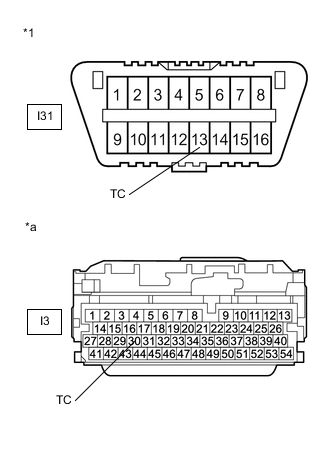 *1
1 2 3 4 5 6 7 8
I31
9 10 11 12 13 14 15 16
TC
*a
I3
1 2 3 4 5 6 7 8 9 10 11 12 13
14 15 16 17 18 19 20 21 22 23 24 25 26
27 28 29 30 31 32 33 34 35 36 37 38 39 40
41 42 43 44 45 46 47 48 49 50 51 52 53 54
TC